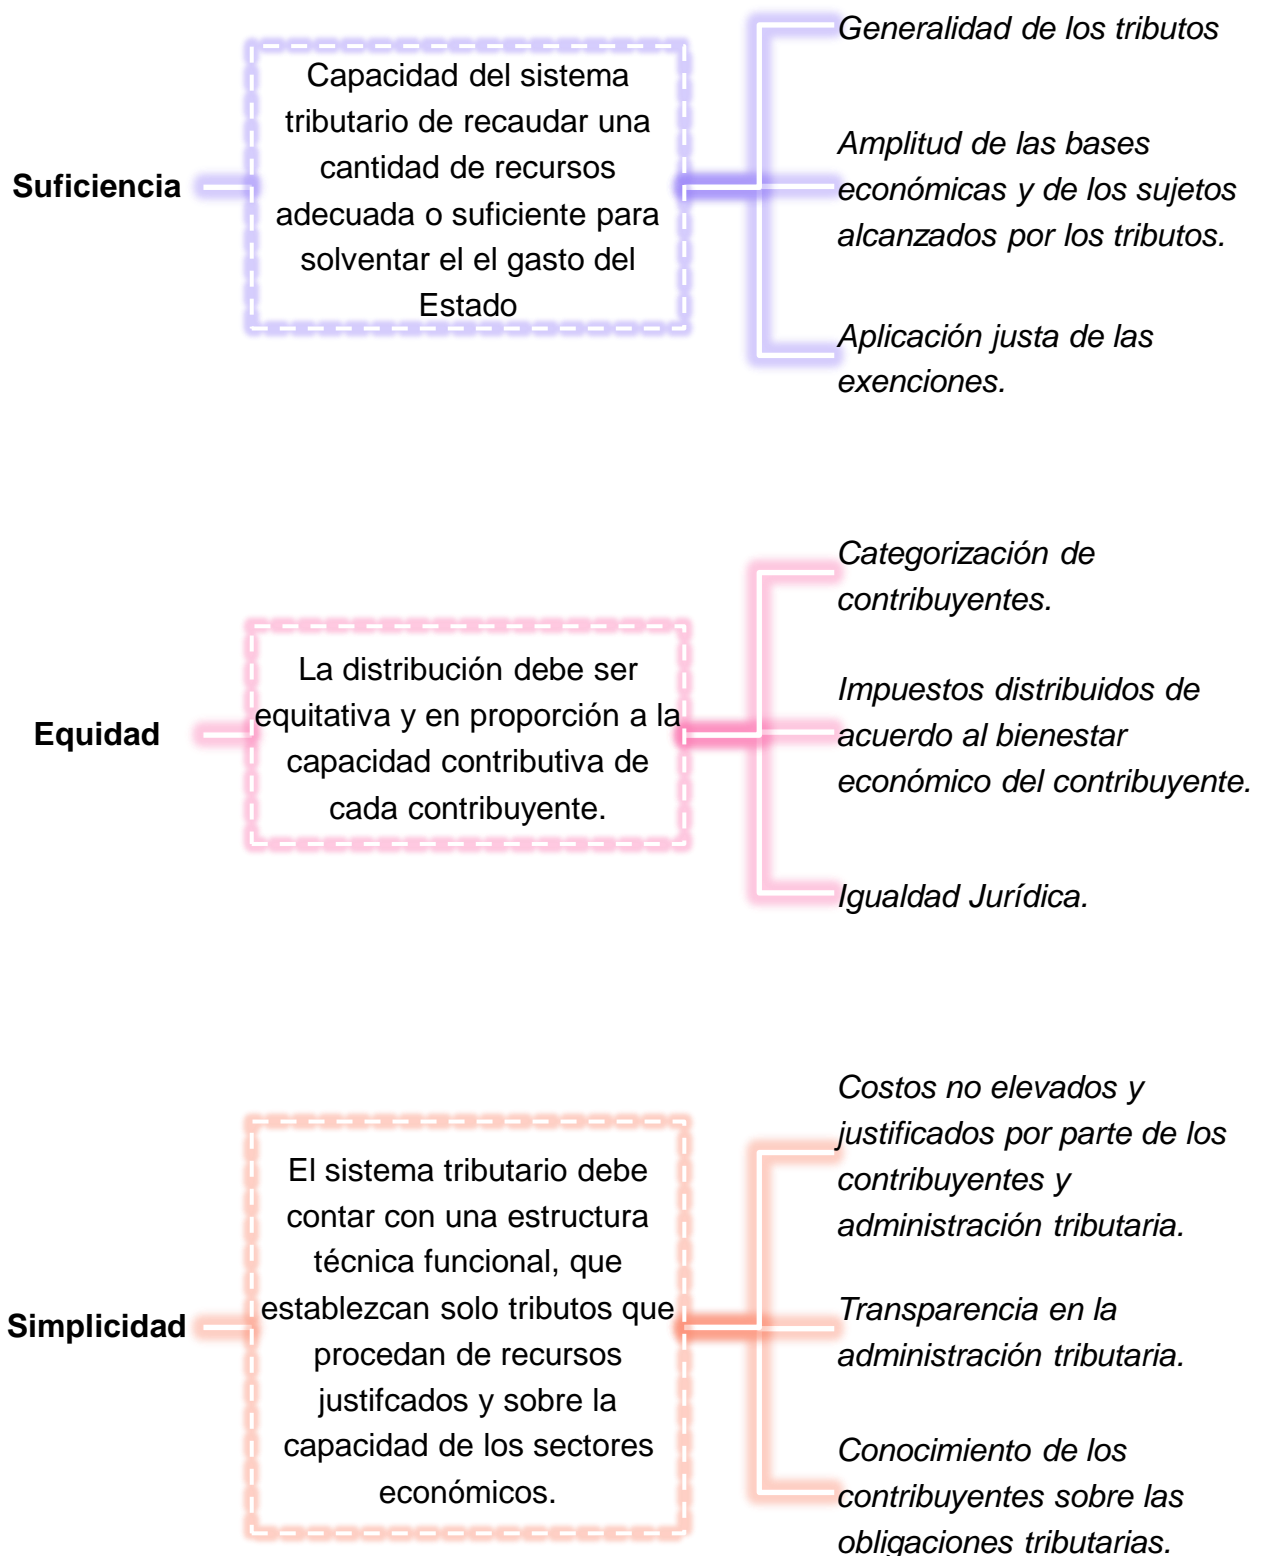 Suficiencia
Capacidad del sistema
tributario de recaudar una
cantidad de recursos
adecuada o suficiente para
solventar el el gasto del
Estado
Generalidad de los tributos
Amplitud de las bases
económicas y de los sujetos
alcanzados por los tributos.
Aplicación justa de las
exenciones.
Equidad
La distribución debe ser
equitativa y en proporción a la
capacidad contributiva de
cada contribuyente.
Categorización de
contribuyentes.
Impuestos distribuidos de
acuerdo al bienestar
económico del contribuyente.
Igualdad Jurídica.
Simplicidad
El sistema tributario debe
contar con una estructura
técnica funcional, que
establezcan solo tributos que
procedan de recursos
justifcados y sobre la
capacidad de los sectores
económicos.
Costos no elevados y
justificados por parte de los
contribuyentes y
administración tributaria.
Transparencia en la
administración tributaria.
Conocimiento de los
contribuyentes sobre las
obligaciones tributarias.